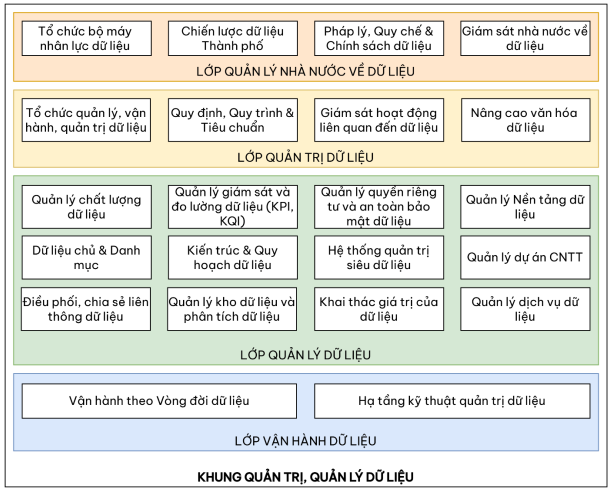 Tổ chức bộ máy
nhân lực dữ liệu
Chiến lược dữ liệu
Thành phố
Pháp lý, Quy chế &
Chính sách dữ liệu
Giám sát nhà nước về
dữ liệu
LỚP QUẢN LÝ NHÀ NƯỚC VỀ DỮ LIỆU
Tổ chức quản lý, vận
hành, quản trị dữ liệu
Quy định, Quy trình &
Tiêu chuẩn
Giám sát hoạt động
liên quan đến dữ liệu
Nâng cao văn hóa
dữ liệu
LỚP QUẢN TRỊ DỮ LIỆU
Quản lý chất lượng
dữ liệu
Quản lý giám sát và
đo lường dữ liệu (KPI,
KQI)
Quản lý quyền riêng
tư và an toàn bảo
mật dữ liệu
Quản lý Nền tảng dữ
liệu
Dữ liệu chủ & Danh
mục
Kiến trúc & Quy
hoạch dữ liệu
Hệ thống quản trị
siêu dữ liệu
Quản lý dự án CNTT
Điều phối, chia sẻ liên
thông dữ liệu
Quản lý kho dữ liệu và
phân tích dữ liệu
Khai thác giá trị của
dữ liệu
Quản lý dịch vụ dữ
liệu
LỚP QUẢN LÝ DỮ LIỆU
Vận hành theo Vòng đời dữ liệu
Hạ tầng kỹ thuật quản trị dữ liệu
LỚP VẬN HÀNH DỮ LIỆU
KHUNG QUẢN TRỊ, QUẢN LÝ DỮ LIỆU